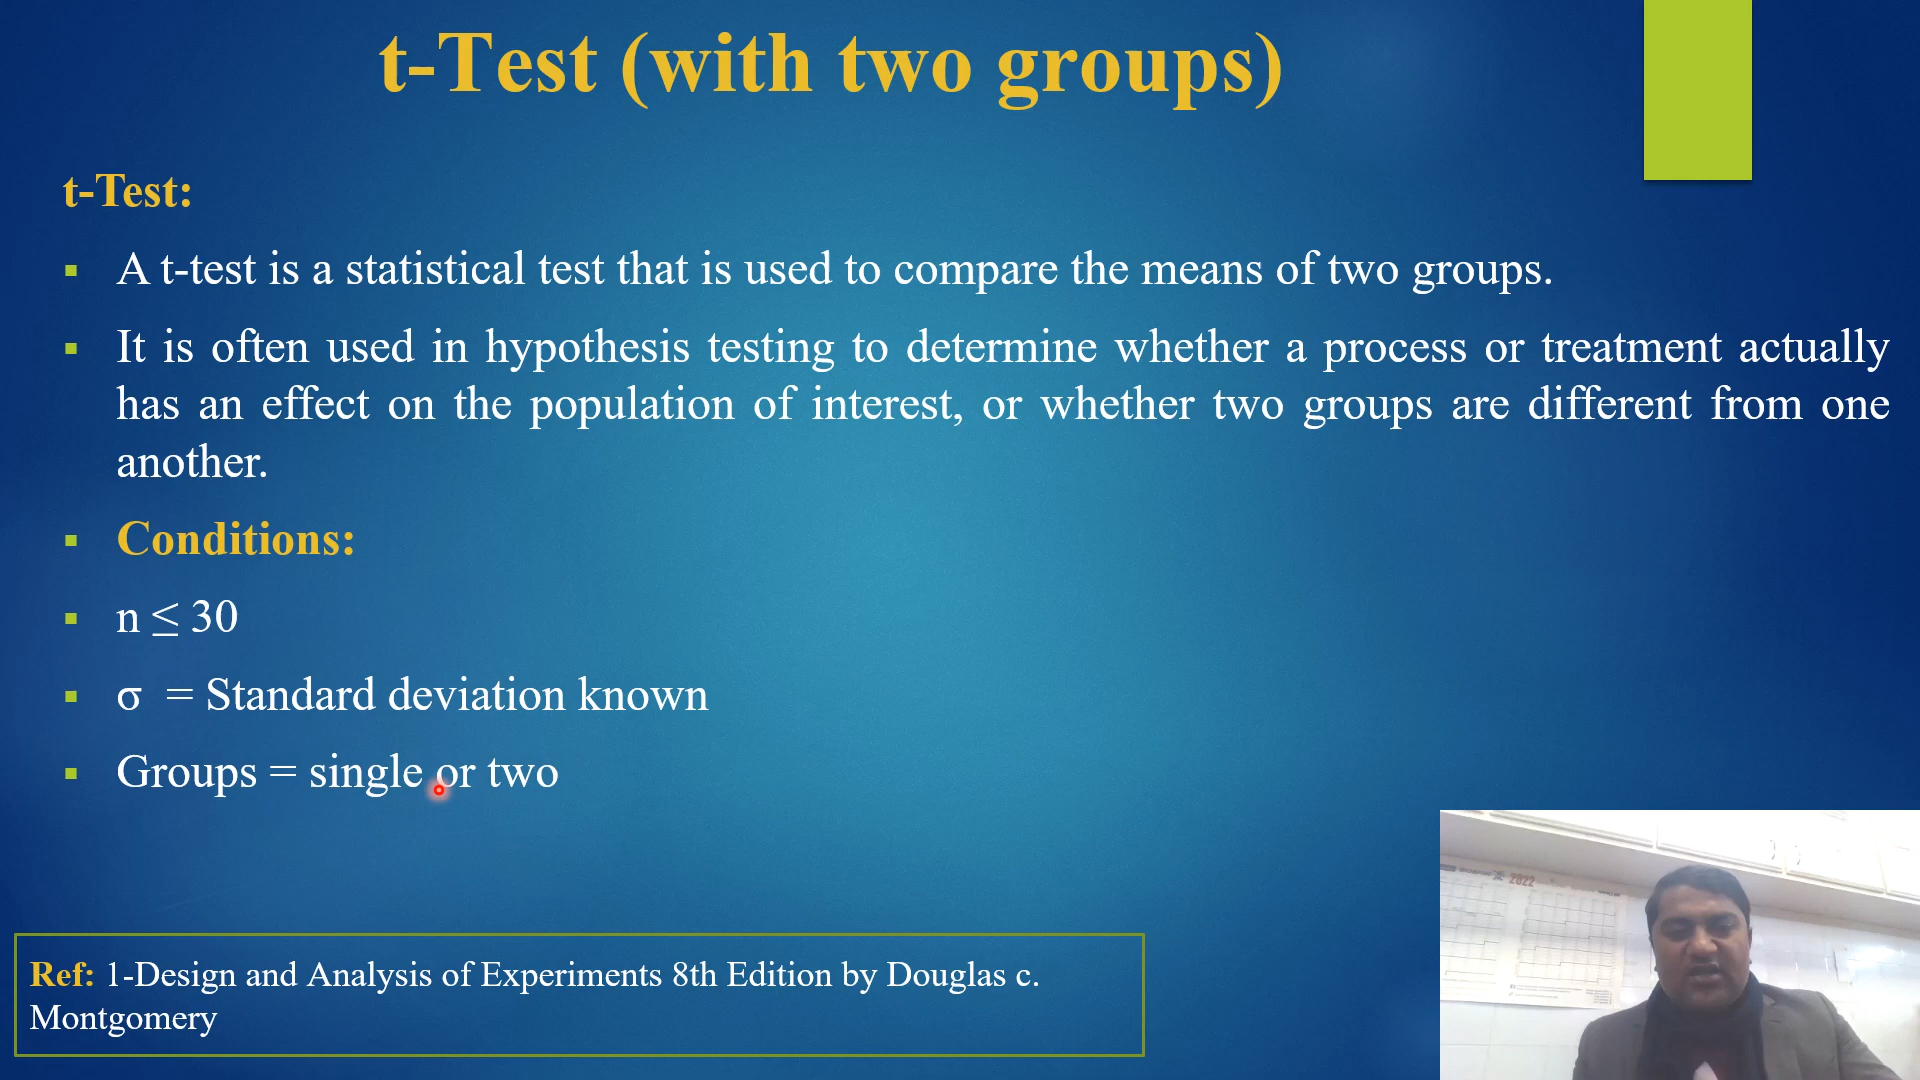 t-Test (with two groups)
t-Test:
▪ A t-test is a statistical test that is used to compare the means of two groups.
▪ It is often used in hypothesis testing to determine whether a process or treatment actually
has an effect on the population of interest, or whether two groups are different from one
another.
▪ Conditions:
▪ n ≤ 30
▪ σ = Standard deviation known
▪ Groups = single or two
Ref: 1-Design and Analysis of Experiments 8th Edition by Douglas c.
Montgomery
2022